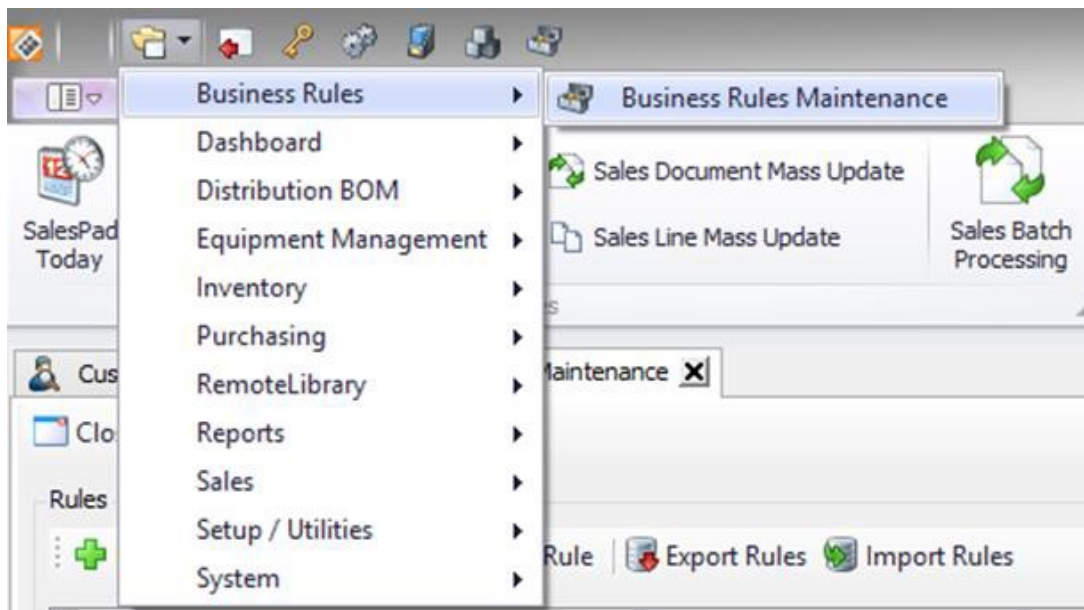 Business Rules
Business Rules Maintenance
Dashboard
Distribution BOM
Equipment Management
Inventory
Purchasing
RemoteLibrary
Reports
Sales
Setup / Utilities
System
SalesPad
Today
Sales Document Mass Update
Sales Line Mass Update
Sales Batch
Processing
Cus
Maintenance
Clo
Rules
Rule
Export Rules
Import Rules